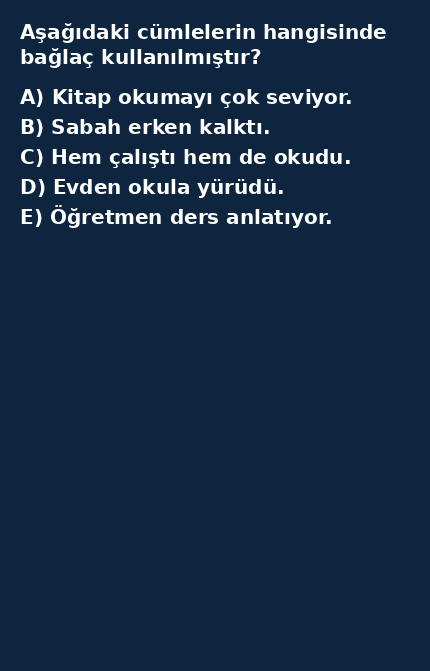 Aşağıdaki cümlelerin hangisinde
bağlaç kullanılmıştır?
A) Kitap okumayı çok seviyor.
B) Sabah erken kalktı.
C) Hem çalıştı hem de okudu.
D) Evden okula yürüdü.
E) Öğretmen ders anlatıyor.